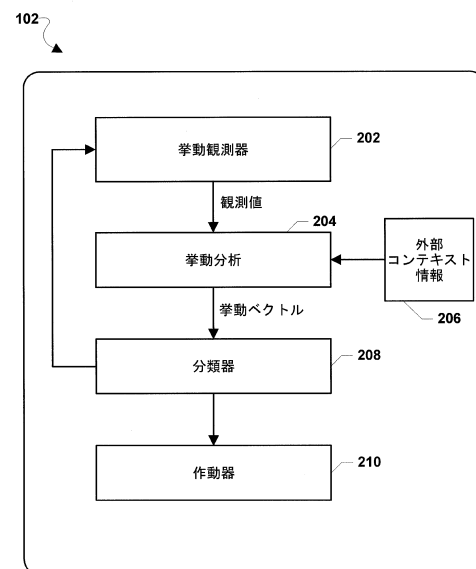 102
挙動観測器
202
観測値
204
挙動分析
外部
コンテキスト
情報
206
挙動ベクトル
分類器
208
作動器
210